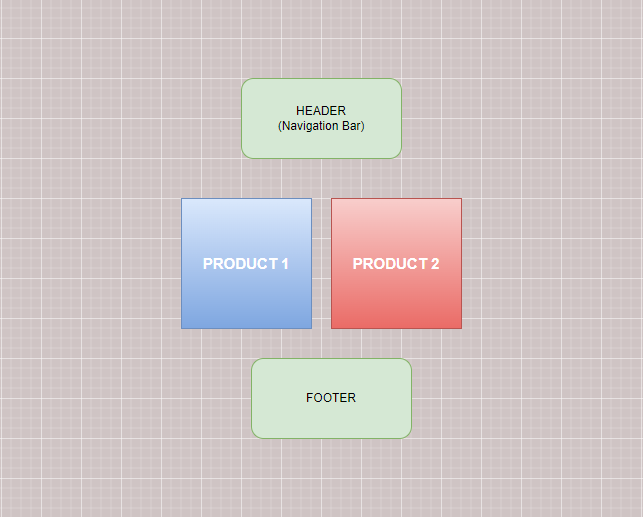 HEADER
(Navigation Bar)
PRODUCT 1
PRODUCT 2
FOOTER